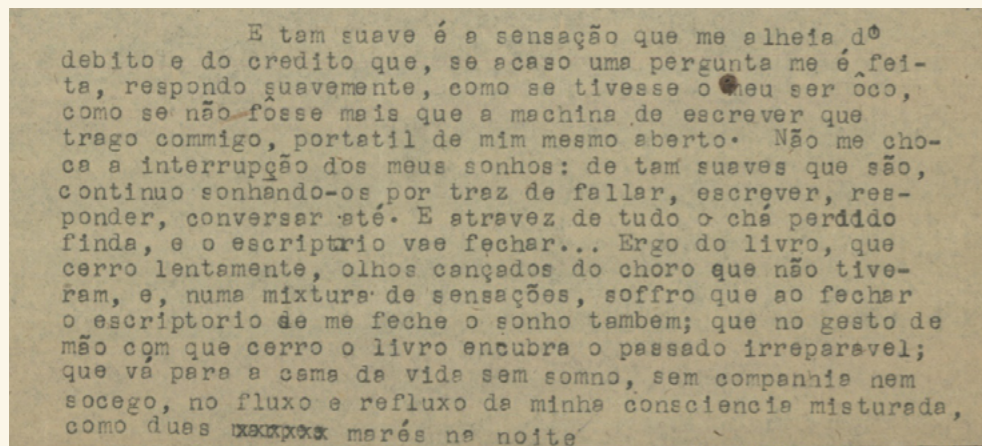 E tam suave é a sensação que me alheia do
debito e do credito que, se acaso uma pergunta me é fei-
ta, respondo suavemente, como se tivesse o meu ser ôco,
como se não fôsse mais que a machina de escrever que
trago commigo, portatil de mim mesmo aberto. Não me cho-
ca a interrupção dos meus sonhos: de tam suaves que são,
continuo sonhando-os por traz de fallar, escrever, res-
ponder, conversar até. E atravez de tudo o chá perdido
finda, e o escriptrio vae fechar... Ergo do livro, que
cerro lentamente, olhos cançados do choro que não tive-
ram, e, numa mixtura de sensações, soffro que ao fechar
o escriptorio se me feche o sonho tambem; que no gesto de
mão com que cerro o livro encubra o passado irreparavel;
que vá para a cama da vida sem somno, sem companhia nem
socego, no fluxo e refluxo da minha consciencia misturada,
como duas marés na noite